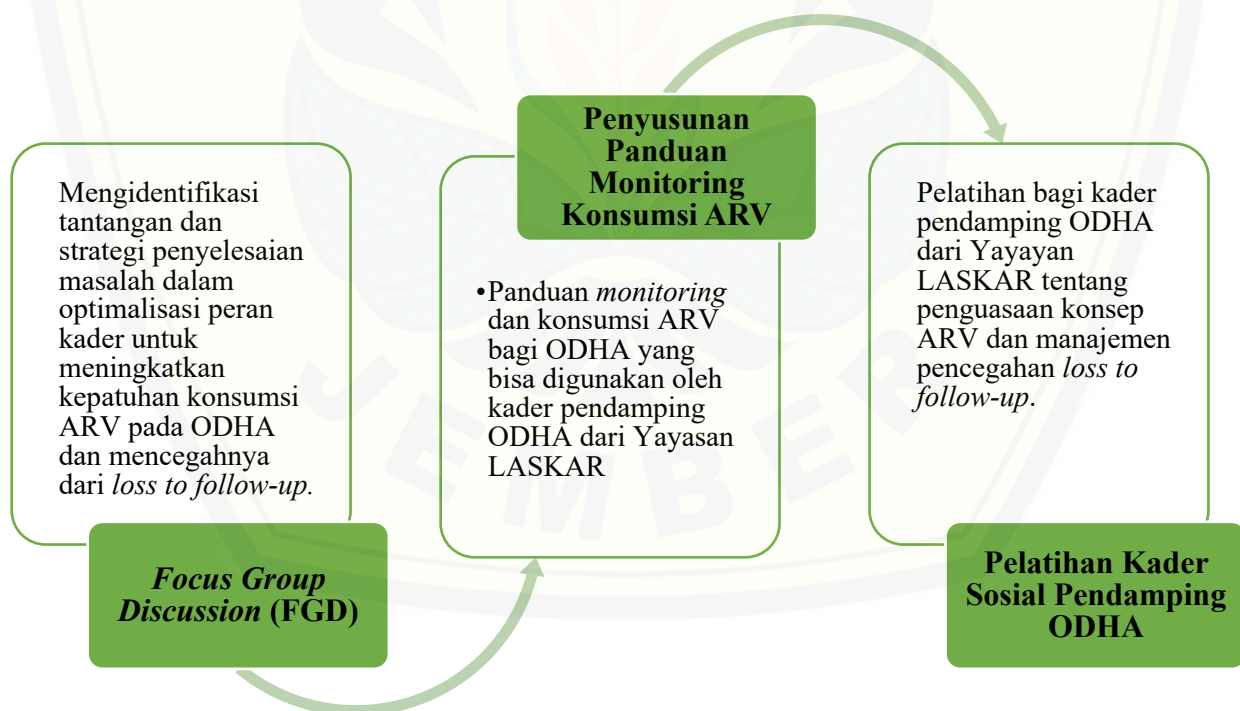 Mengidentifikasi
tantangan dan
strategi penyelesaian
masalah dalam
optimalisasi peran
kader untuk
meningkatkan
kepatuhan konsumsi
ARV pada ODHA
dan mencegahnya
dari loss to follow-up.
Focus Group
Discussion (FGD)
Penyusunan
Panduan
Monitoring
Konsumsi ARV
•Panduan monitoring
dan konsumsi ARV
bagi ODHA yang
bisa digunakan oleh
kader pendamping
ODHA dari Yayasan
LASKAR
Pelatihan bagi kader
pendamping ODHA
dari Yayayan
LASKAR tentang
penguasaan konsep
ARV dan manajemen
pencegahan loss to
follow-up.
Pelatihan Kader
Sosial Pendamping
ODHA
JEMBER